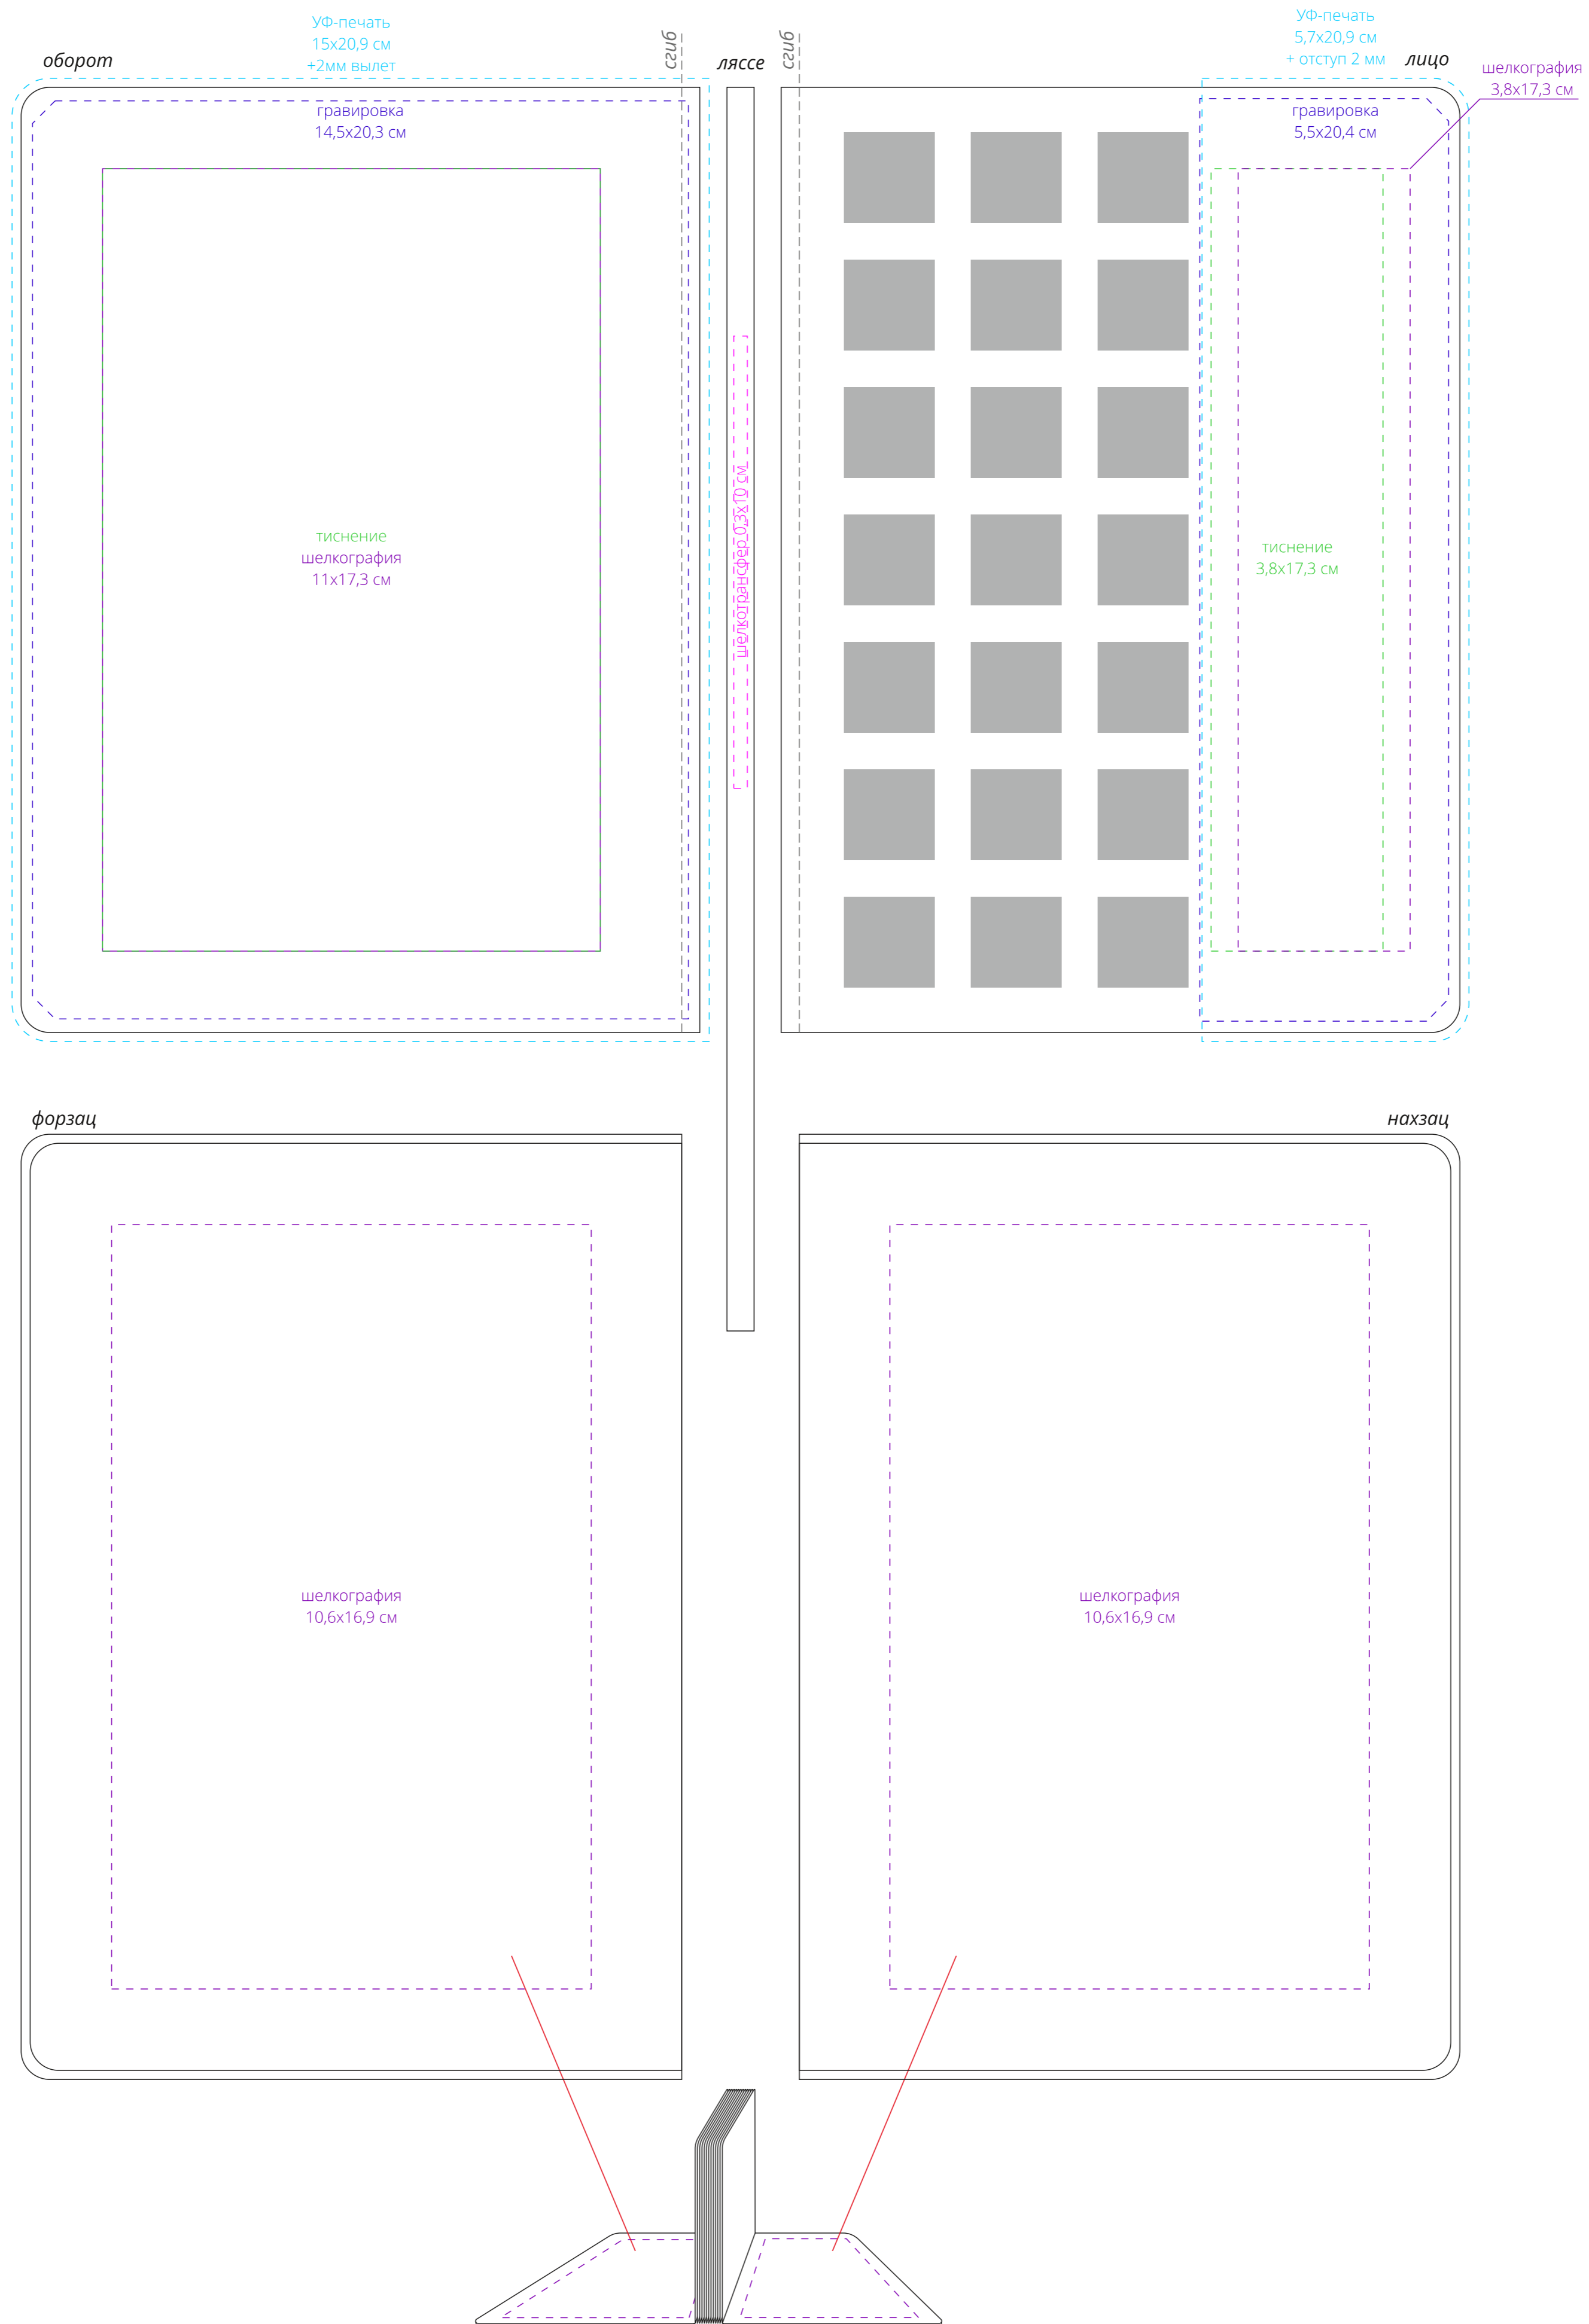 оборот
УФ-печать
15х20,9 см
+2мм вылет
сгиб
ляссе
сгиб
УФ-печать
5,7х20,9 см
+ отступ 2 мм
лицо
шелкография
3,8х17,3 см
гравировка
14,5х20,3 см
гравировка
5,5х20,4 см
тиснение
шелкография
11х17,3 см
шелкотрансфер 0,3х10 см
тиснение
3,8х17,3 см
форзац
нахзац
шелкография
10,6х16,9 см
шелкография
10,6х16,9 см